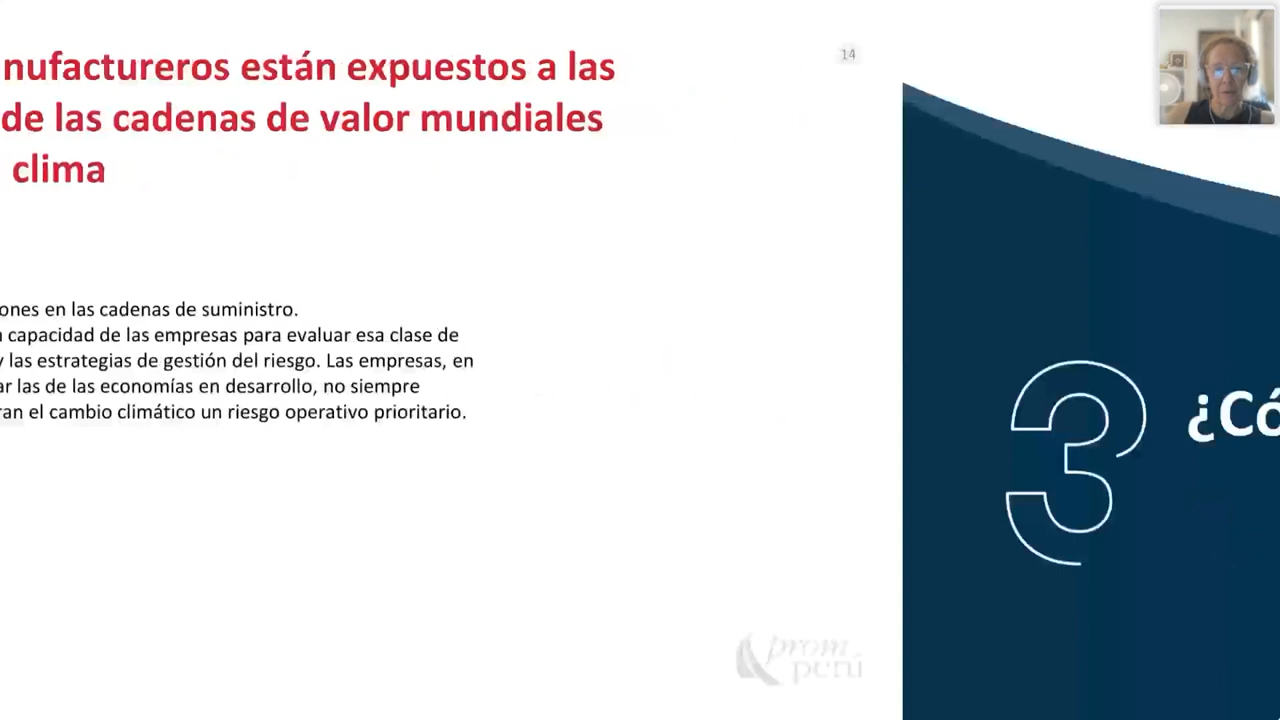 nufactureros están expuestos a las
de las cadenas de valor mundiales
clima
14
ones en las cadenas de suministro.
capacidad de las empresas para evaluar esa clase de
y las estrategias de gestión del riesgo. Las empresas, en
ar las de las economías en desarrollo, no siempre
ran el cambio climático un riesgo operativo prioritario.
3
¿Có
prom
perú